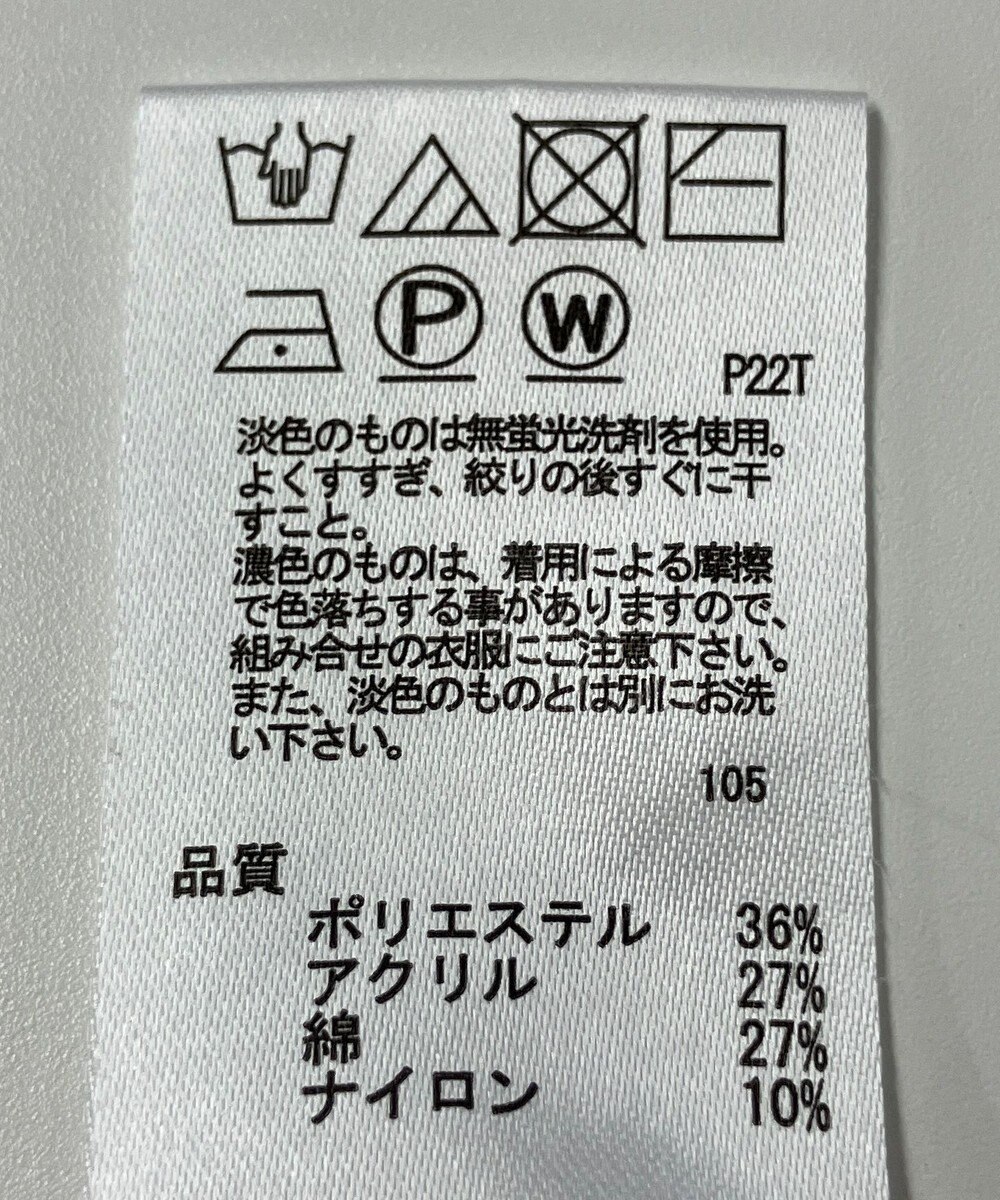 P W
P22T
淡色のものは無蛍光洗剤を使用。
よくすすぎ、絞りの後すぐに干
すこと。
濃色のものは、着用による摩擦
で色落ちする事がありますので、
組み合せの衣服にご注意下さい。
また、淡色のものとは別にお洗
い下さい。
105
品質
ポリエステル 36%
アクリル 27%
綿 27%
ナイロン 10%